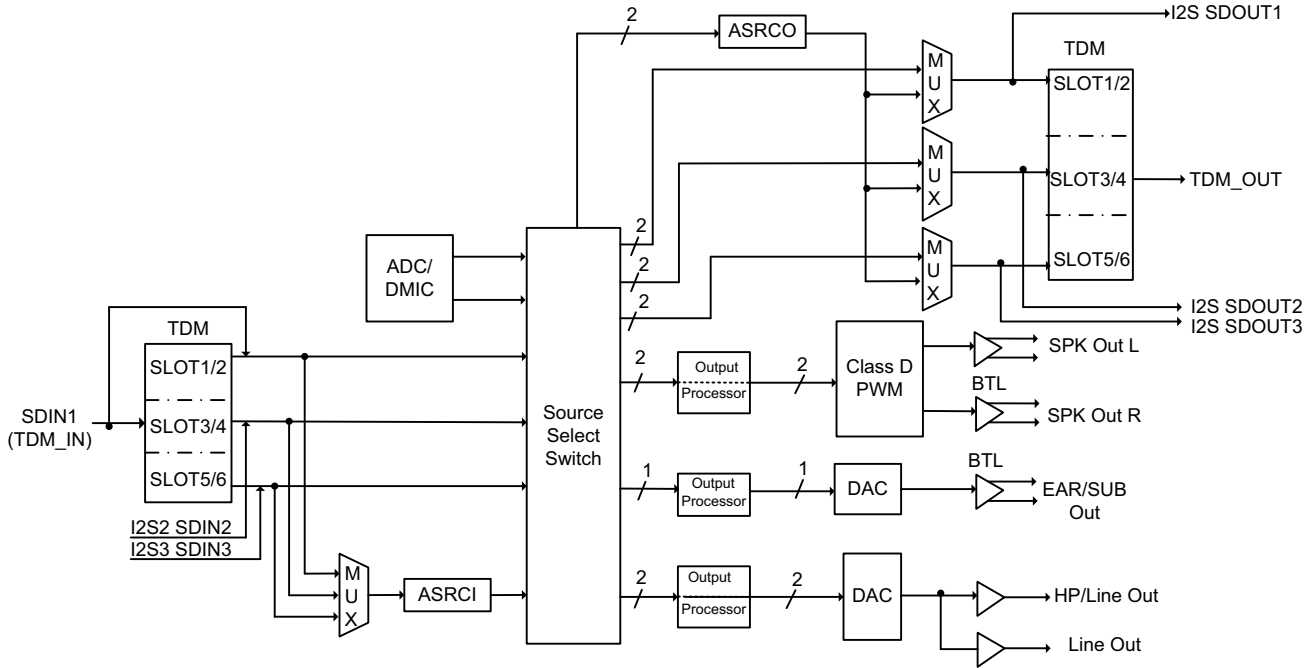 I2S SDOUT1
2
ASRCO
TDM
M
U
X
SLOT1/2
M
U
X
SLOT3/4
TDM_OUT
M
U
X
SLOT5/6
2
2
2
I2S SDOUT2
I2S SDOUT3
ADC/
DMIC
TDM
SLOT1/2
SLOT3/4
SLOT5/6
SDIN1
(TDM_IN)
I2S2 SDIN2
I2S3 SDIN3
M
U
X
ASRCI
Source
Select
Switch
2
Output
Processor
2
Class D
PWM
SPK Out L
BTL
SPK Out R
1
Output
Processor
1
DAC
BTL
EAR/SUB
Out
2
Output
Processor
2
DAC
HP/Line Out
Line Out